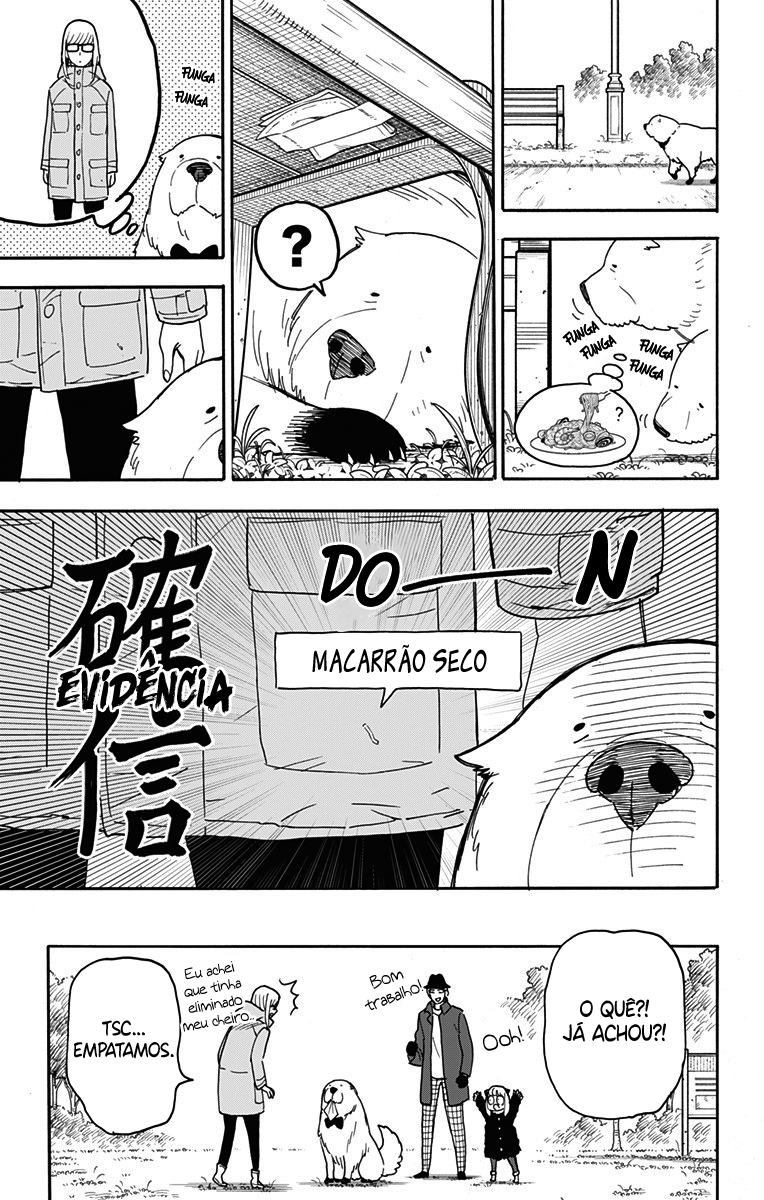 FUNGA
FUNGA
FUNGA
FUNGA
?
?
FUNGA
FUNGA
DO—N
MACARRÃO SECO
確信
EVIDÊNCIA
O QUÊ?!
JÁ ACHOU?!
Ooh!
Bom
trabalho!
Eu achei
que tinha
eliminado
meu cheiro...
TSC...
EMPATAMOS.